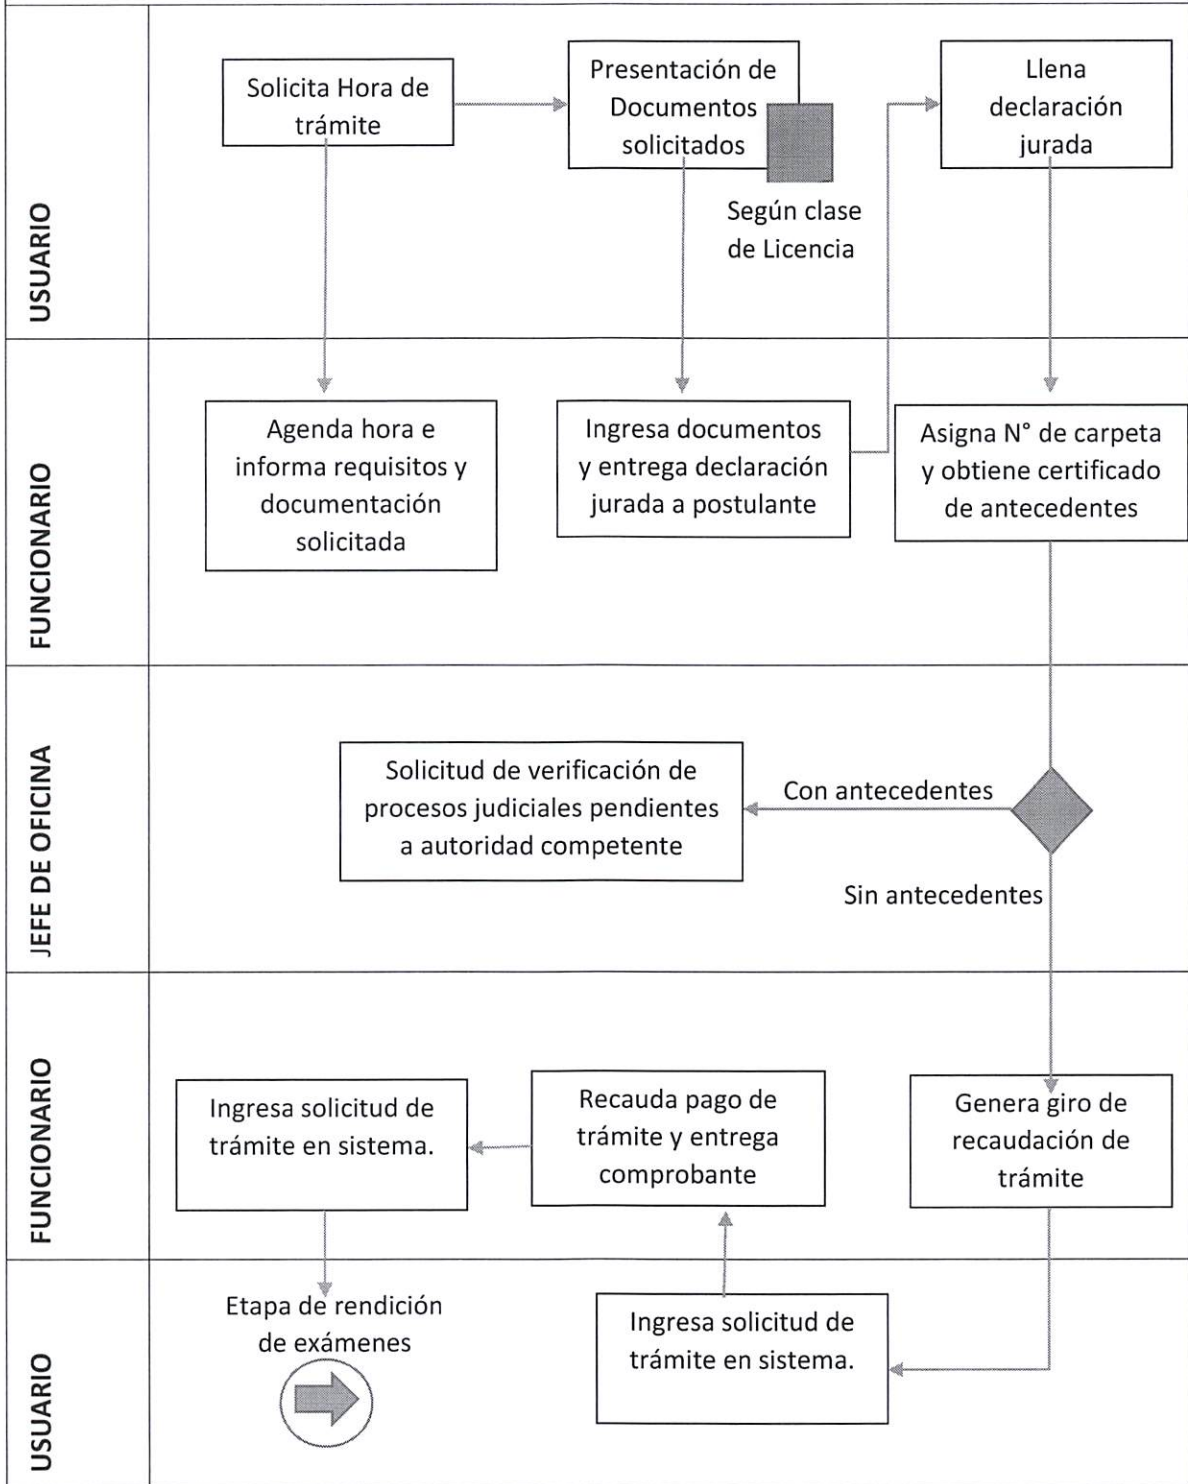 USUARIO
Solicita Hora de
trámite
Presentación de
Documentos
solicitados
Según clase
de Licencia
Llena
declaración
jurada
FUNCIONARIO
Agenda hora e
informa requisitos y
documentación
solicitada
Ingresa documentos
y entrega declaración
jurada a postulante
Asigna N° de carpeta
y obtiene certificado
de antecedentes
JEFE DE OFICINA
Solicitud de verificación de
procesos judiciales pendientes
a autoridad competente
Con antecedentes
Sin antecedentes
FUNCIONARIO
Ingresa solicitud de
trámite en sistema.
Recauda pago de
trámite y entrega
comprobante
Genera giro de
recaudación de
trámite
USUARIO
Etapa de rendición
de exámenes
Ingresa solicitud de
trámite en sistema.